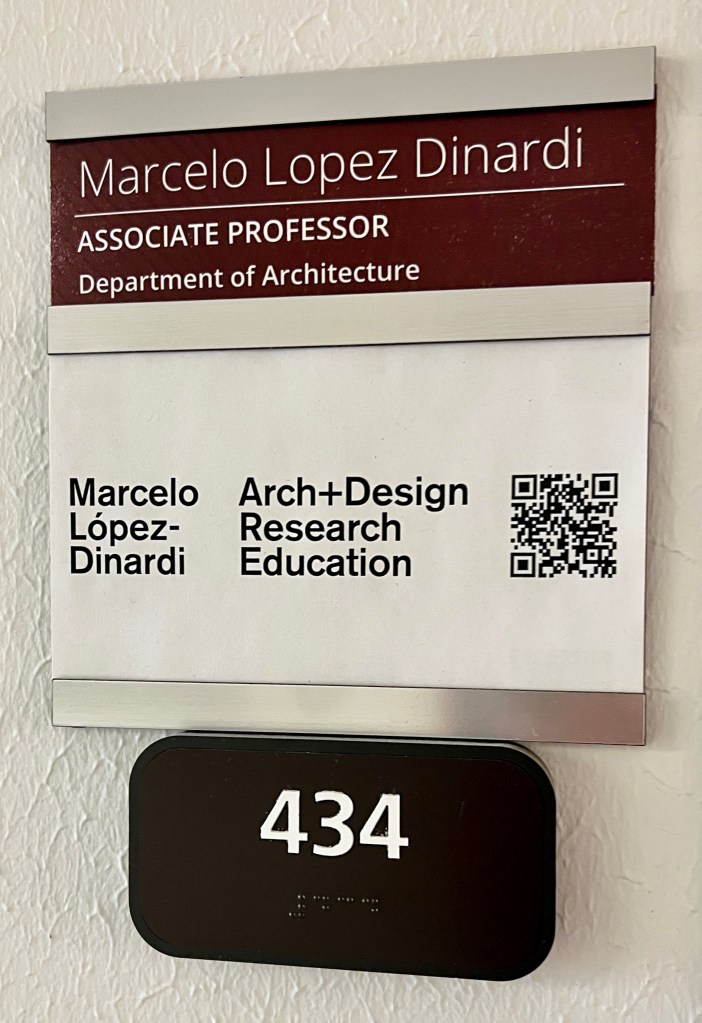 Marcelo Lopez Dinardi
ASSOCIATE PROFESSOR
Department of Architecture
Marcelo
López-
Dinardi
Arch+Design
Research
Education
434